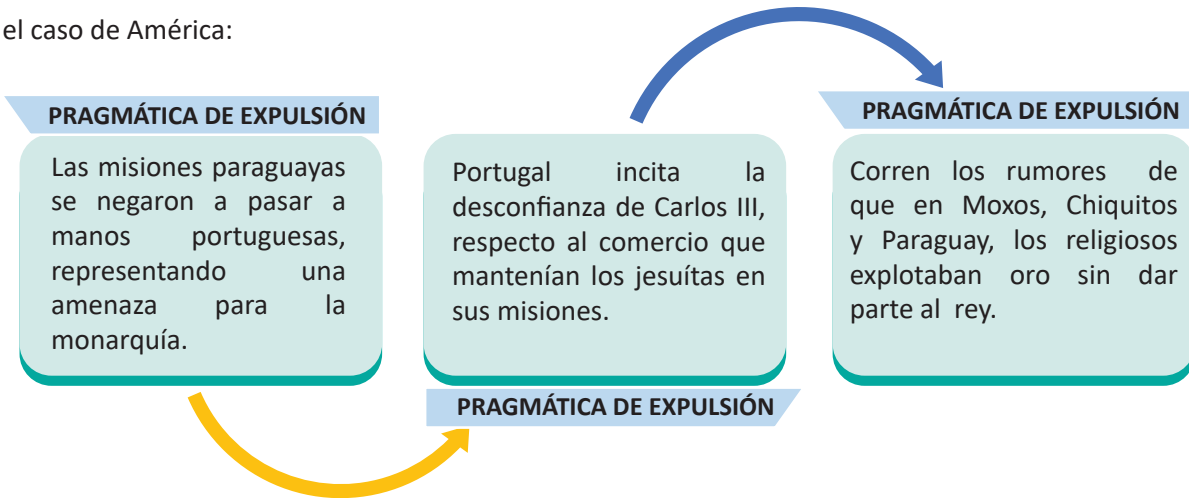 el caso de América:
PRAGMÁTICA DE EXPULSIÓN
Las misiones paraguayas
se negaron a pasar a
manos portuguesas,
representando una
amenaza para la
monarquía.
Portugal incita la
desconfianza de Carlos III,
respecto al comercio que
mantenían los jesuítas en
sus misiones.
PRAGMÁTICA DE EXPULSIÓN
PRAGMÁTICA DE EXPULSIÓN
Corren los rumores de
que en Moxos, Chiquitos
y Paraguay, los religiosos
explotaban oro sin dar
parte al rey.